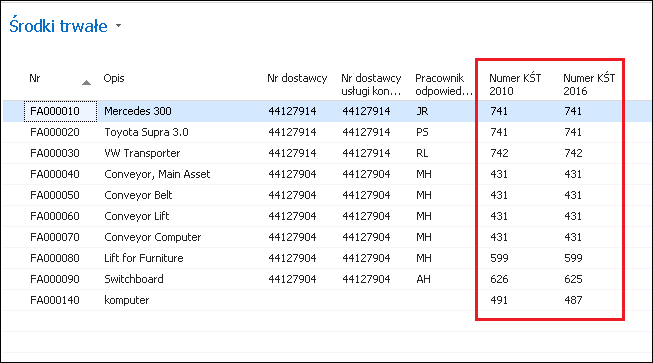 Środki trwałe
Nr Opis Nr dostawcy Nr dostawcy usługi kon... Pracownik odpowied... Numer KŚT 2010 Numer KŚT 2016
FA000010 Mercedes 300 44127914 44127914 JR 741 741
FA000020 Toyota Supra 3.0 44127914 44127914 PS 741 741
FA000030 VW Transporter 44127914 44127914 RL 742 742
FA000040 Conveyor, Main Asset 44127904 44127904 MH 431 431
FA000050 Conveyor Belt 44127904 44127904 MH 431 431
FA000060 Conveyor Lift 44127904 44127904 MH 431 431
FA000070 Conveyor Computer 44127904 44127904 MH 431 431
FA000080 Lift for Furniture 44127904 44127904 MH 599 599
FA000090 Switchboard 44127904 44127904 AH 626 625
FA000140 komputer 491 487